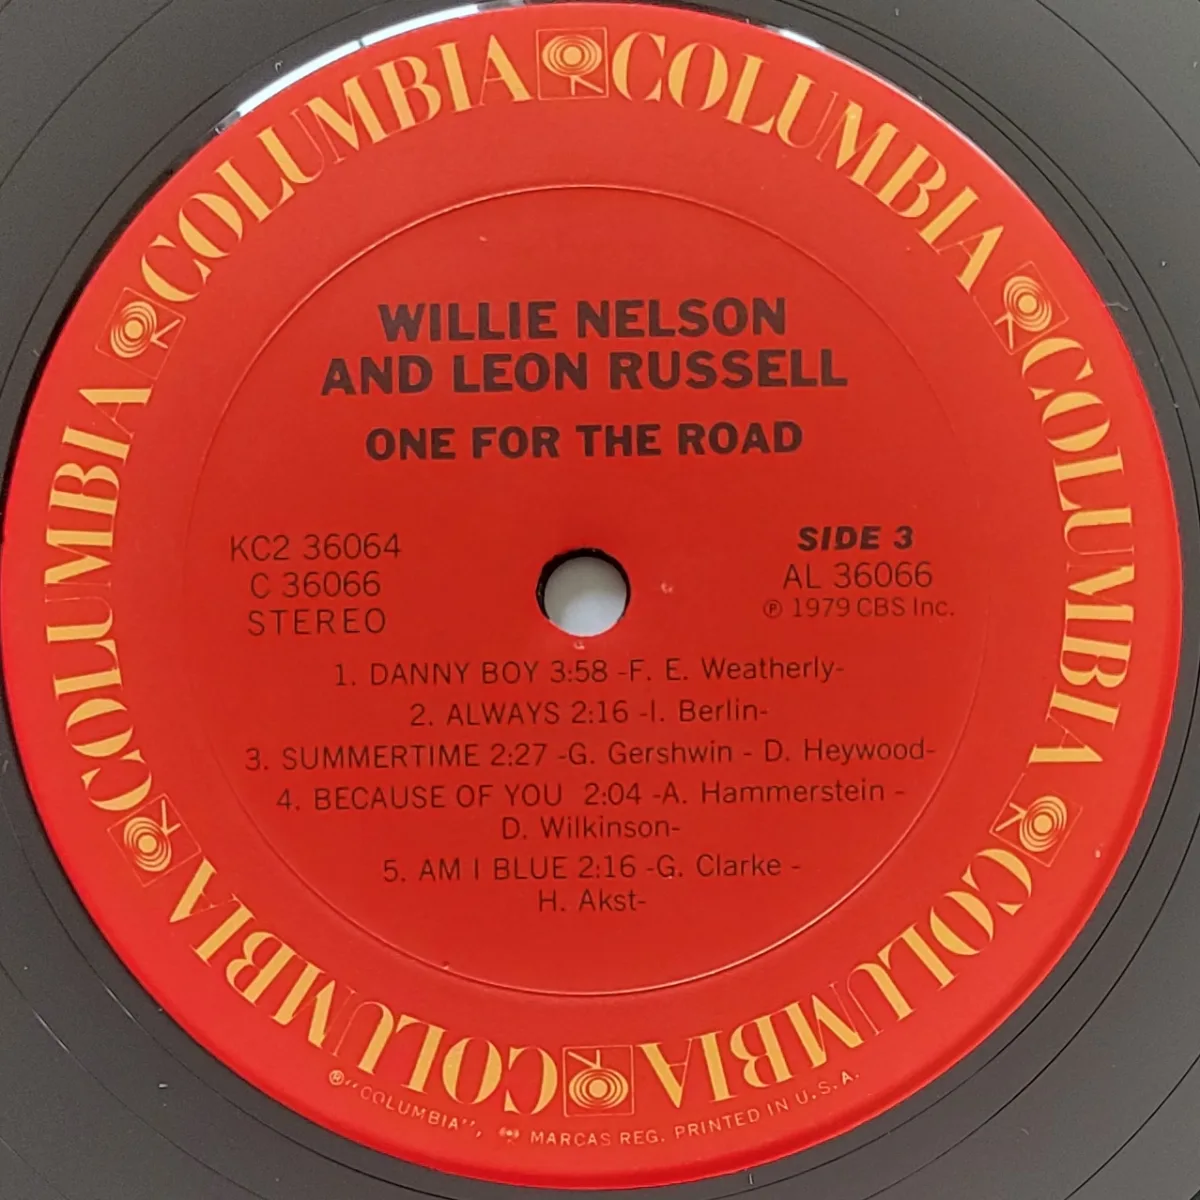 COLUMBIA COLUMBIA COLUMBIA COLUMBIA COLUMBIA COLUMBIA
WILLIE NELSON
AND LEON RUSSELL
ONE FOR THE ROAD
KC2 36064
C 36066
STEREO
SIDE 3
AL 36066
℗ 1979 CBS Inc.
1. DANNY BOY 3:58 -F. E. Weatherly-
2. ALWAYS 2:16 -I. Berlin-
3. SUMMERTIME 2:27 -G. Gershwin - D. Heywood-
4. BECAUSE OF YOU 2:04 -A. Hammerstein -
D. Wilkinson-
5. AM I BLUE 2:16 -G. Clarke -
H. Akst-
®"COLUMBIA", MARCAS REG. PRINTED IN U.S.A.